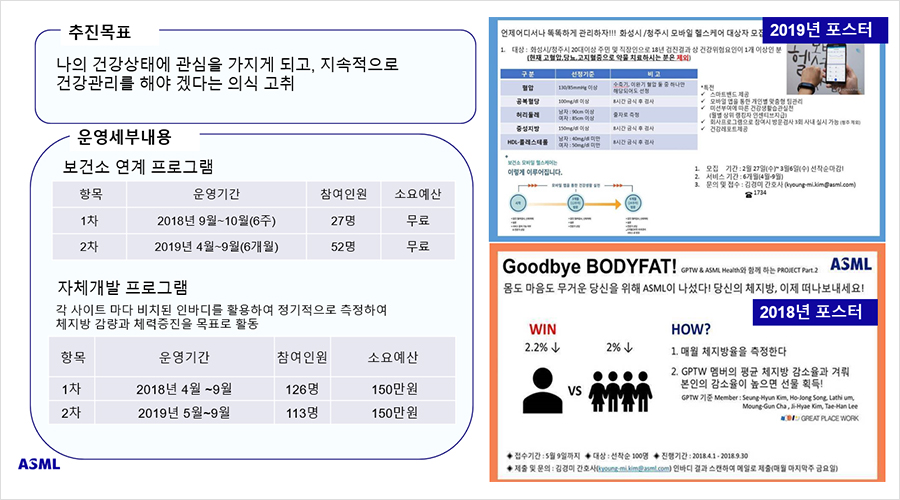 추진목표
나의 건강상태에 관심을 가지게 되고, 지속적으로
건강관리를 해야 겠다는 의식 고취
운영세부내용
보건소 연계 프로그램
항목 운영기간 참여인원 소요예산
1차 2018년 9월~10월(6주) 27명 무료
2차 2019년 4월~9월(6개월) 52명 무료
자체개발 프로그램
각 사이트 마다 비치된 인바디를 활용하여 정기적으로 측정하여
체지방 감량과 체력증진을 목표로 활동
항목 운영기간 참여인원 소요예산
1차 2018년 4월 ~9월 126명 150만원
2차 2019년 5월~9월 113명 150만원
ASML
2019년 포스터
언제어디서나 똑똑하게 관리하자!!! 화성시/청주시 모바일 헬스케어 대상자 모집
1. 대상 : 화성시/청주시 20대이상 주민 및 직장인으로 18년 검진결과 상 건강위험요인이 1개 이상인 분
(현재 고혈압,당뇨,고지혈증으로 약물 치료하시는 분은 제외)
구 분 선정기준 비 고
혈압 130/85mmHg 이상 수축기, 이완기 혈압 둘 중 하나만 해당되어도 선정
공복혈당 100mg/dl 이상 8시간 금식 후 검사
허리둘레 남자 : 90cm 이상 여자 : 85cm 이상 줄자로 측정
중성지방 150mg/dl 이상 8시간 금식 후 검사
HDL-콜레스테롤 남자 : 40mg/dl 미만 여자 : 50mg/dl 미만 8시간 금식 후 검사
*특전
✓ 스마트밴드 제공
✓ 모바일 앱을 통한 개인별 맞춤형 팀관리
✓ 미션부여에 따른 건강생활습관실천
(월별 상위 랭킹자 인센티브지급)
✓ 회사프로그램으로 참여시 방문검사 3회 사내 실시 가능
✓ 건강레포트제공
보건소 모바일 헬스케어는
이렇게 이루어집니다.
1. 모집 기간 : 2월 27일(수)~ 3월 6일(수) 선착순마감!
2. 서비스 기간 : 6개월(4월-9월)
3. 문의 및 접수 : 김경미 간호사 (kyoung-mi.kim@asml.com)
☎1734
Goodbye BODYFAT! GPTW & ASML Health와 함께 하는 PROJECT Part.2
ASML
몸도 마음도 무거운 당신을 위해 ASML이 나섰다! 당신의 체지방, 이제 떠나보내세요!
2018년 포스터
WIN
2.2% ↓ 2% ↓
VS
HOW?
1. 매월 체지방율을 측정한다
2. GPTW 멤버의 평균 체지방 감소율과 겨뤄
본인의 감소율이 높으면 선물 획득!
GPTW 기준 Member : Seung-Hyun Kim, Ho-Jong Song, Lathi um,
Moung-Gun Cha , Ji-Hyae Kim, Tae-Han Lee
GREAT PLACE WORK
◈ 접수기간 : 5월 9일까지 ◈ 대상 : 선착순 100명 ◈ 진행기간 : 2018.4.1 - 2018.9.30
◈ 제출 및 문의 : 김경미 간호사(kyoung-mi.kim@asml.com) 인바디 결과 스캔하여 메일로 제출(매월 마지막주 금요일)